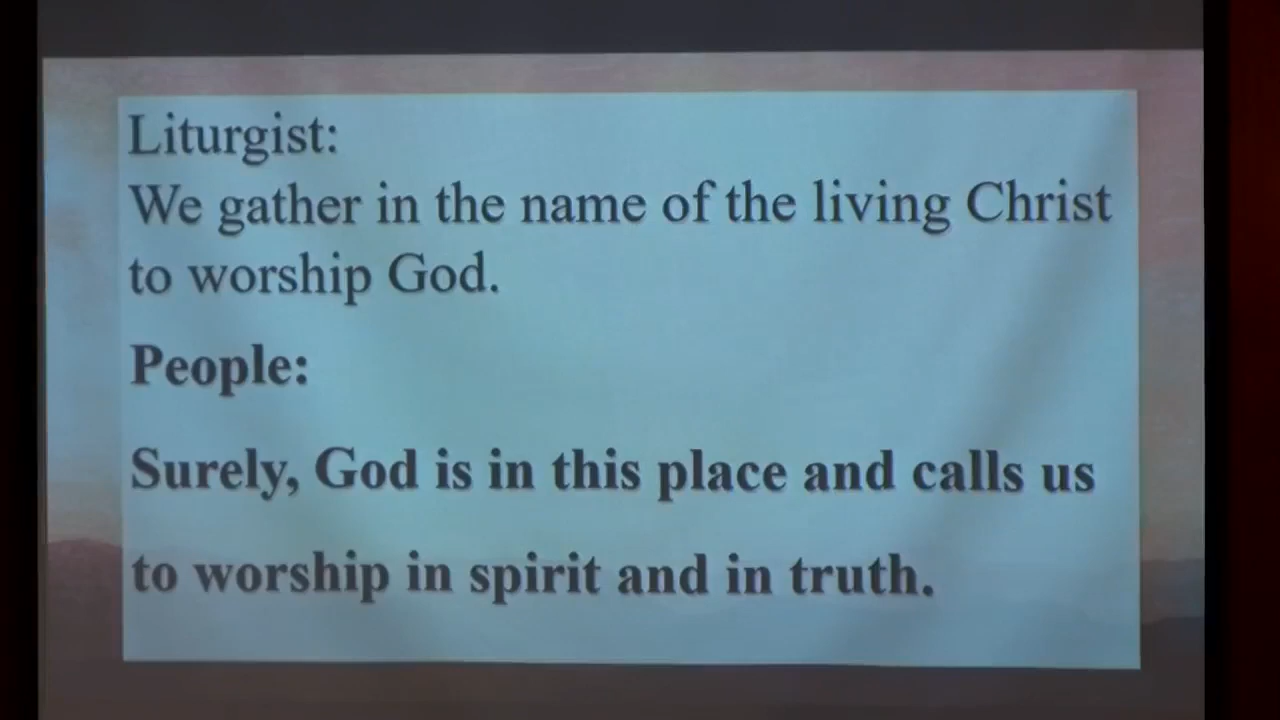 Liturgist:
We gather in the name of the living Christ
to worship God.
People:
Surely, God is in this place and calls us
to worship in spirit and in truth.